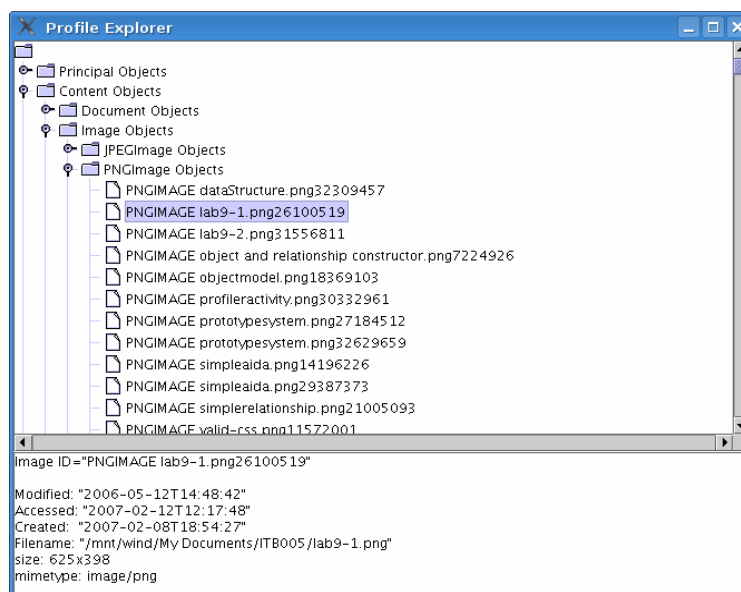 Profile Explorer
Principal Objects
Content Objects
Document Objects
Image Objects
JPEGImage Objects
PNGImage Objects
PNGIMAGE dataStructure.png32309457
PNGIMAGE lab9-1.png26100519
PNGIMAGE lab9-2.png31556811
PNGIMAGE object and relationship constructor.png7224926
PNGIMAGE objectmodel.png18369103
PNGIMAGE profileractivity.png30332961
PNGIMAGE prototypesystem.png27184512
PNGIMAGE prototypesystem.png32629659
PNGIMAGE simpleaida.png14196226
PNGIMAGE simpleaida.png29387373
PNGIMAGE simplerelationship.png21005093
PNGIMAGE valid-css.png11572001
Image ID="PNGIMAGE lab9-1.png26100519"
Modified: "2006-05-12T14:48:42"
Accessed: "2007-02-12T12:17:48"
Created: "2007-02-08T18:54:27"
Filename: "/mnt/wind/My Documents/ITB005/lab9-1.png"
size: 625x398
mimetype: image/png